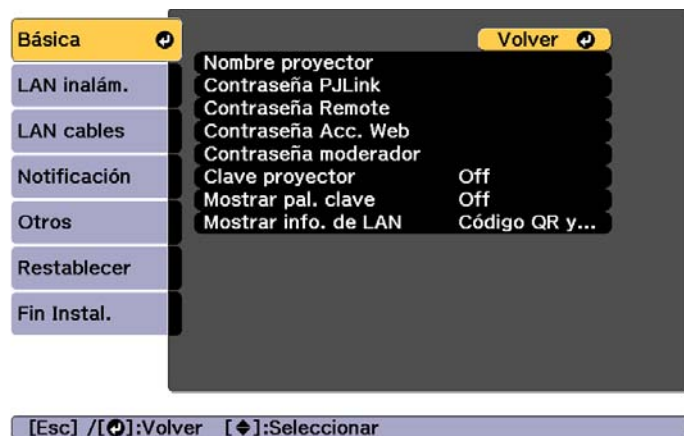 Básica
LAN inalám.
LAN cables
Notificación
Otros
Restablecer
Fin Instal.
Volver
Nombre proyector
Contraseña PJLink
Contraseña Remote
Contraseña Acc. Web
Contraseña moderador
Clave proyector Off
Mostrar pal. clave Off
Mostrar info. de LAN Código QR y...
[Esc] /[ ]:Volver [ ]:Seleccionar